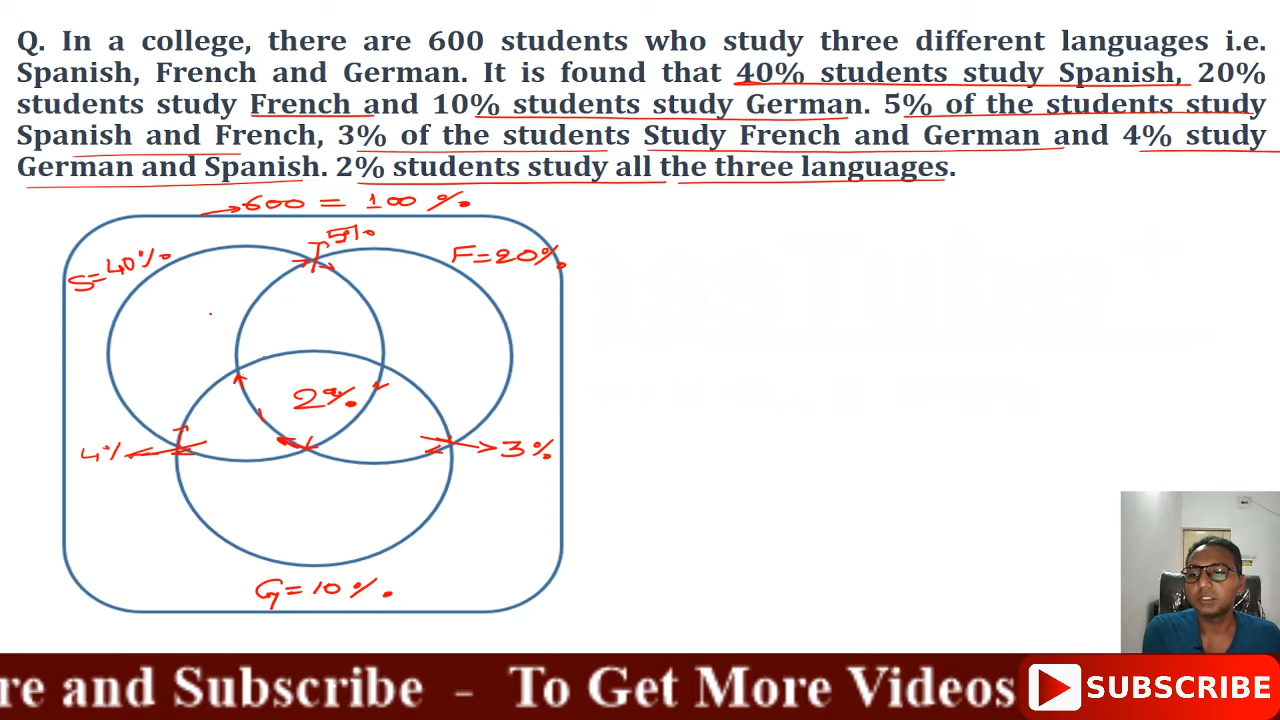 Q. In a college, there are 600 students who study three different languages i.e.
Spanish, French and German. It is found that 40% students study Spanish, 20%
students study French and 10% students study German. 5% of the students study
Spanish and French, 3% of the students Study French and German and 4% study
German and Spanish. 2% students study all the three languages.
600 = 100 %
5%
S=40%
F=20%
2%
4%
3%
G=10%
re and Subscribe - To Get More Videos
SUBSCRIBE